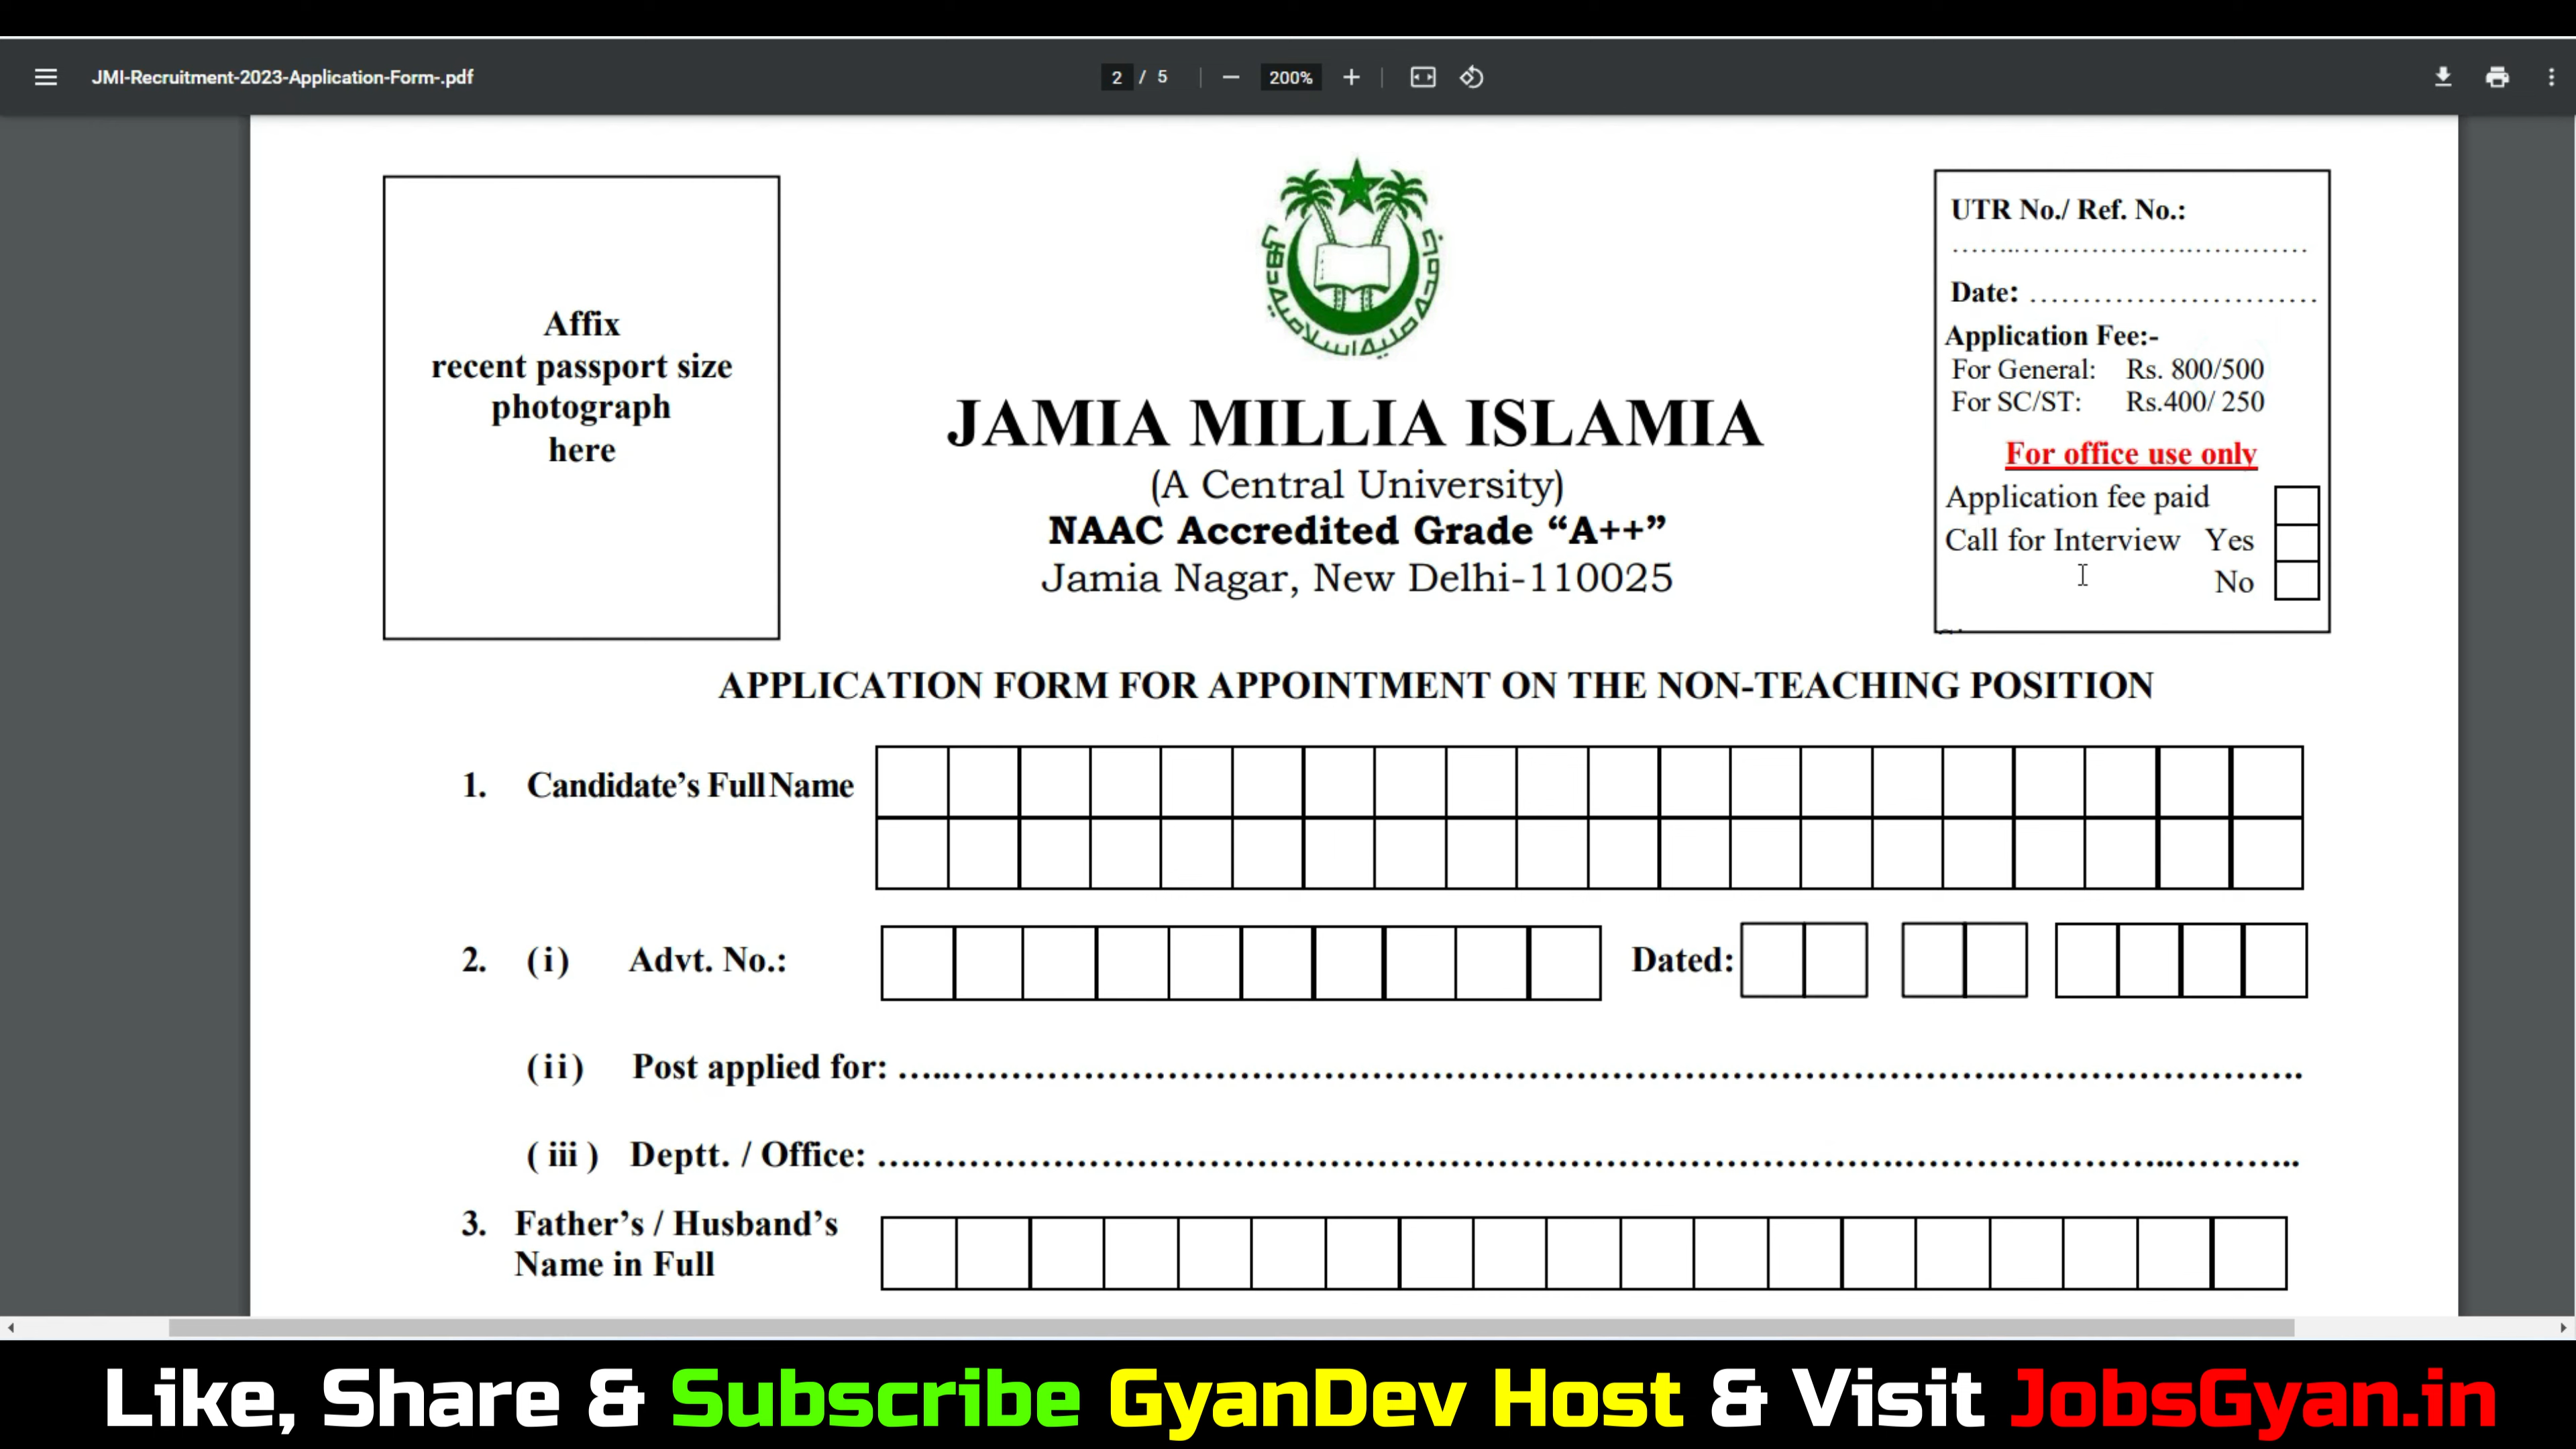 JMI-Recruitment-2023-Application-Form-.pdf
2 / 5
200%
Affix
recent passport size
photograph
here
JAMIA MILLIA ISLAMIA
(A Central University)
NAAC Accredited Grade “A++”
Jamia Nagar, New Delhi-110025
UTR No./ Ref. No.:
Date: ...........................
Application Fee:-
For General: Rs. 800/500
For SC/ST: Rs.400/ 250
For office use only
Application fee paid
Call for Interview Yes
No
APPLICATION FORM FOR APPOINTMENT ON THE NON-TEACHING POSITION
1. Candidate’s Full Name
2. (i) Advt. No.: Dated:
(ii) Post applied for: ................................................
(iii) Deptt. / Office: ................................................
3. Father’s / Husband’s
Name in Full
Like, Share & Subscribe GyanDev Host & Visit JobsGyan.in